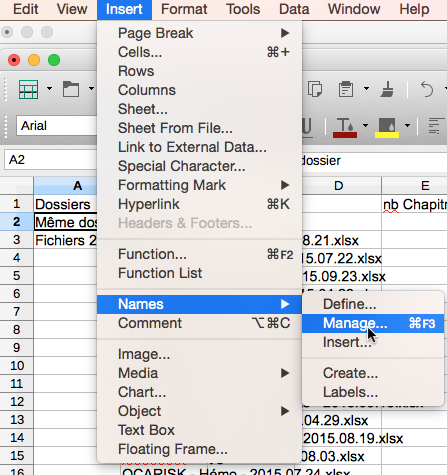 Edit View Insert Format Tools Data Window Help
Page Break
Cells... ⌘+
Rows
Columns
Sheet...
Sheet From File...
Link to External Data...
Special Character...
Formatting Mark
Hyperlink ⌘K
Headers & Footers...
Function... ⌘F2
Function List
Names
Comment ⌥⌘C
Image...
Media
Chart...
Object
Text Box
Floating Frame...
Define...
Manage... ⌘F3
Insert...
Create...
Labels...
Arial
U T
A2 dossier
A D E
1 Dossiers nb Chapitr
2 Même dos
3 Fichiers 2 8.21.xlsx
4 015.07.22.xlsx
5 2015.09.23.xlsx
6
7
8
9
10
11
12
13 .04.29.xlsx
14 2015.08.19.xlsx
15 .08.03.xlsx
16 OCARISK - Hémo - 2015.07.24.xlsx